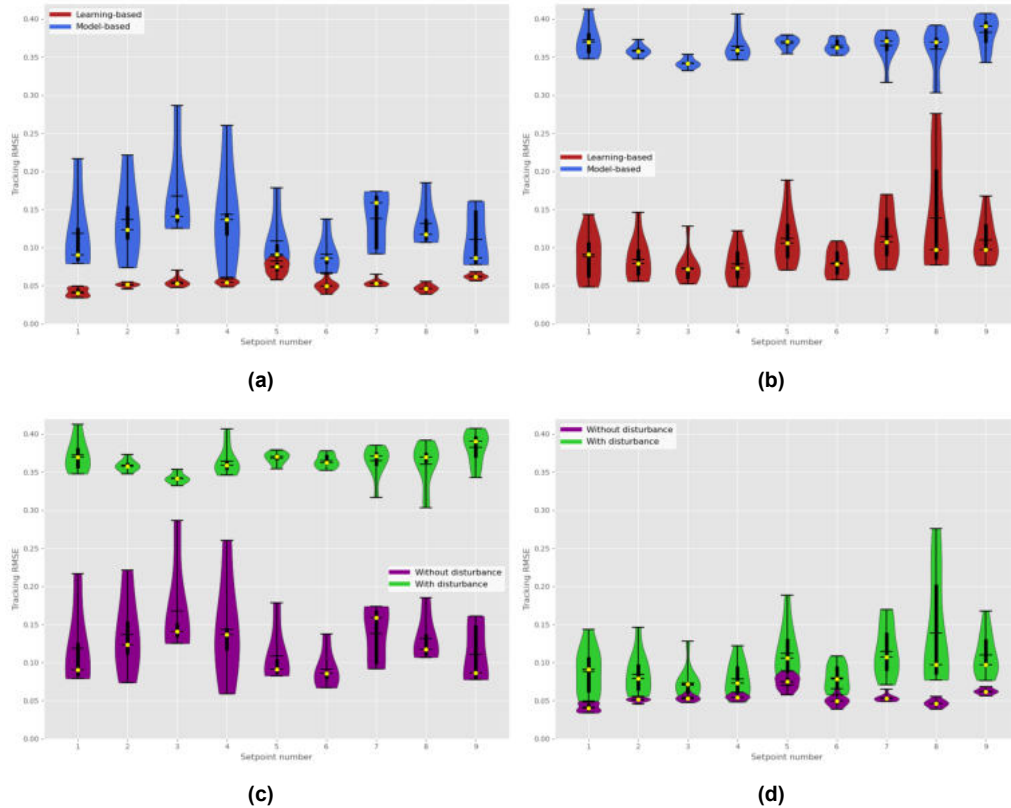 Learning-based
Model-based
Tracking RMSE
0.40
0.35
0.30
0.25
0.20
0.15
0.10
0.05
0.00
1 2 3 4 5 6 7 8 9
Setpoint number
(a)
Learning-based
Model-based
Tracking RMSE
0.40
0.35
0.30
0.25
0.20
0.15
0.10
0.05
0.00
1 2 3 4 5 6 7 8 9
Setpoint number
(b)
Without disturbance
With disturbance
Tracking RMSE
0.40
0.35
0.30
0.25
0.20
0.15
0.10
0.05
0.00
1 2 3 4 5 6 7 8 9
Setpoint number
(c)
Without disturbance
With disturbance
Tracking RMSE
0.40
0.35
0.30
0.25
0.20
0.15
0.10
0.05
0.00
1 2 3 4 5 6 7 8 9
Setpoint number
(d)